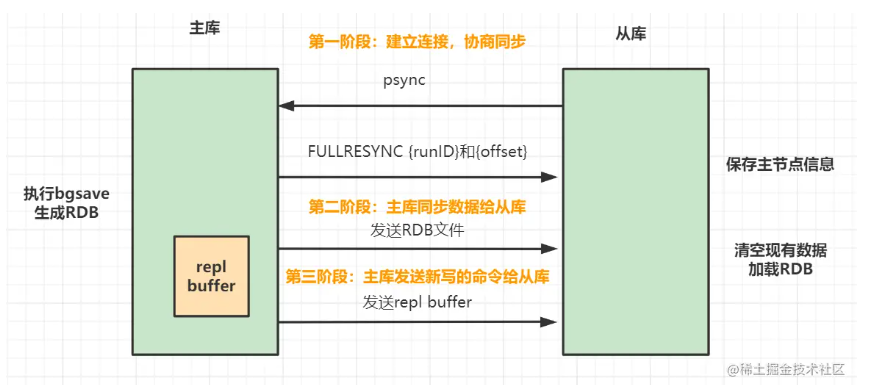 主库
第一阶段：建立连接，协商同步
从库
psync
FULLRESYNC {runID}和{offset}
保存主节点信息
执行bgsave
生成RDB
第二阶段：主库同步数据给从库
发送RDB文件
清空现有数据
加载RDB
repl
buffer
第三阶段：主库发送新写的命令给从库
发送repl buffer
@稀土掘金技术社区